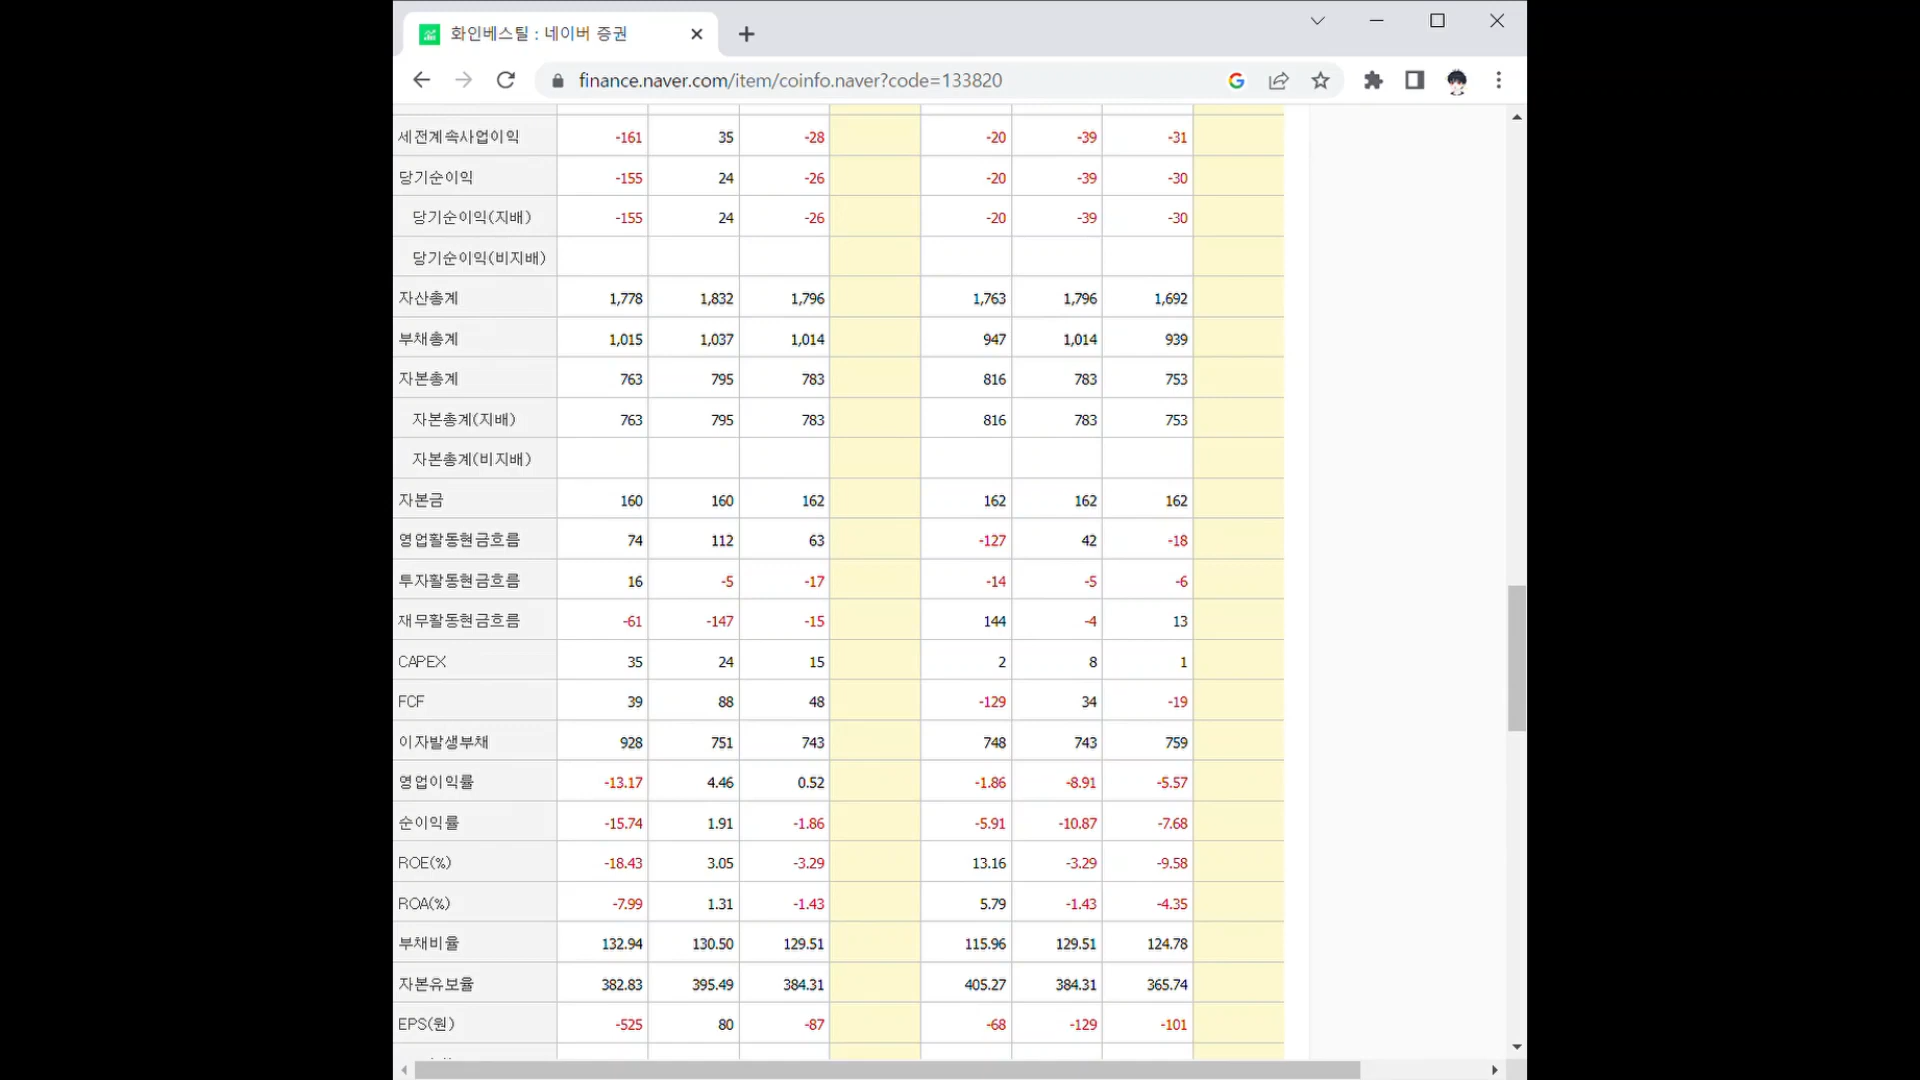 화인베스틸 : 네이버 증권
finance.naver.com/item/coinfo.naver?code=133820
세전계속사업이익 -161 35 -28 -20 -39 -31
당기순이익 -155 24 -26 -20 -39 -30
당기순이익(지배) -155 24 -26 -20 -39 -30
당기순이익(비지배)
자산총계 1,778 1,832 1,796 1,763 1,796 1,692
부채총계 1,015 1,037 1,014 947 1,014 939
자본총계 763 795 783 816 783 753
자본총계(지배) 763 795 783 816 783 753
자본총계(비지배)
자본금 160 160 162 162 162 162
영업활동현금흐름 74 112 63 -127 42 -18
투자활동현금흐름 16 -5 -17 -14 -5 -6
재무활동현금흐름 -61 -147 -15 144 -4 13
CAPEX 35 24 15 2 8 1
FCF 39 88 48 -129 34 -19
이자발생부채 928 751 743 748 743 759
영업이익률 -13.17 4.46 0.52 -1.86 -8.91 -5.57
순이익률 -15.74 1.91 -1.86 -5.91 -10.87 -7.68
ROE(%) -18.43 3.05 -3.29 13.16 -3.29 -9.58
ROA(%) -7.99 1.31 -1.43 5.79 -1.43 -4.35
부채비율 132.94 130.50 129.51 115.96 129.51 124.78
자본유보율 382.83 395.49 384.31 405.27 384.31 365.74
EPS(원) -525 80 -87 -68 -129 -101